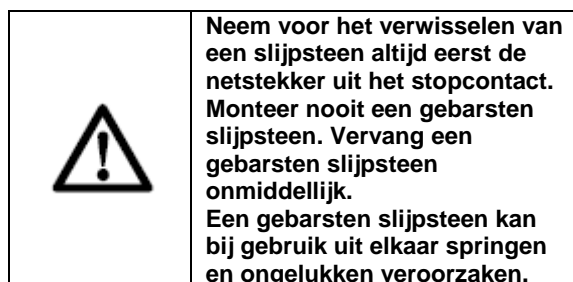 Neem voor het verwisselen van
een slijpsteen altijd eerst de
netstekker uit het stopcontact.
Monteer nooit een gebarsten
slijpsteen. Vervang een
gebarsten slijpsteen
onmiddellijk.
Een gebarsten slijpsteen kan
bij gebruik uit elkaar springen
en ongelukken veroorzaken.